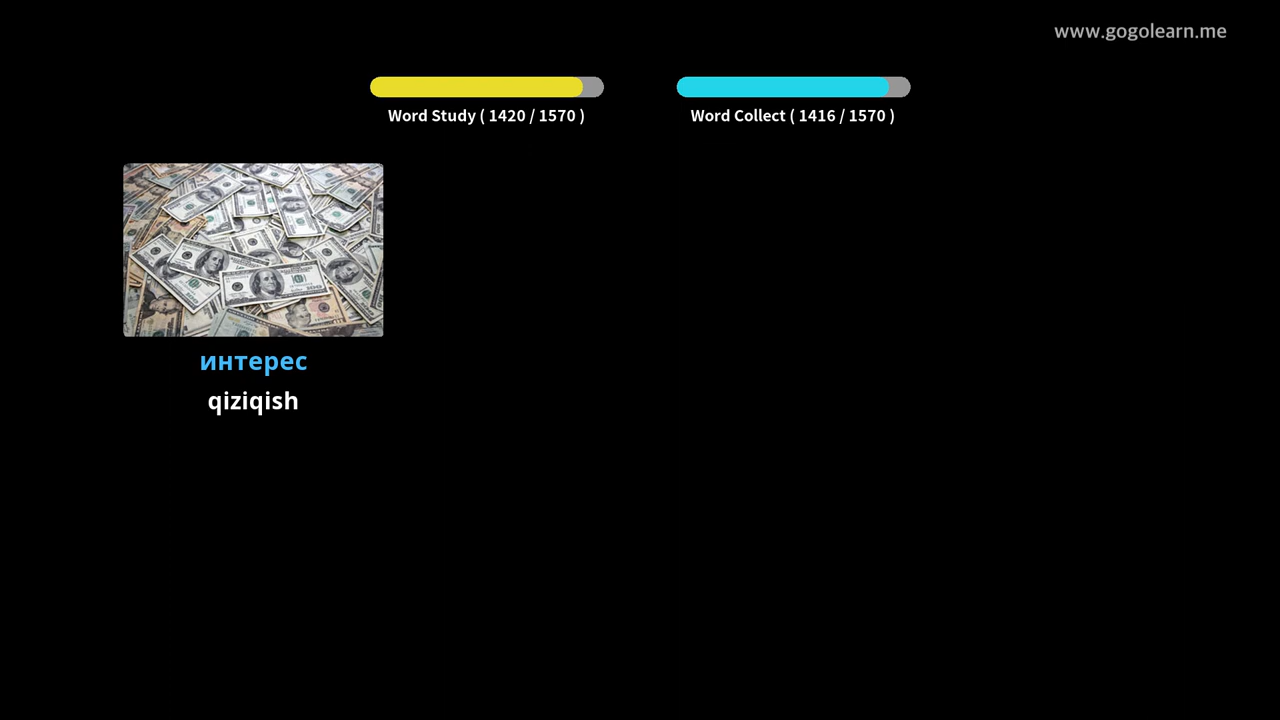 www.gogolearn.me
Word Study ( 1420 / 1570 )
Word Collect ( 1416 / 1570 )
интерес
qiziqish